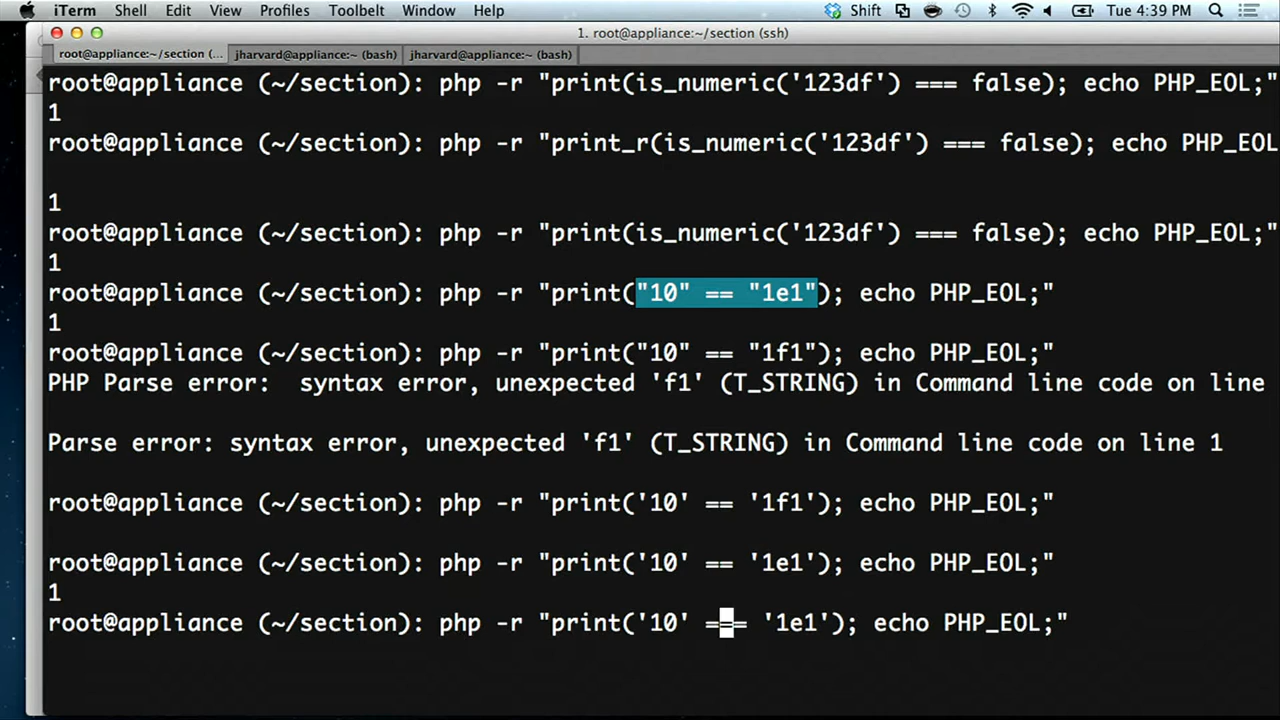 iTerm Shell Edit View Profiles Toolbelt Window Help Shift Tue 4:39 PM
1. root@appliance:~/section (ssh)
root@appliance:~/section (... jharvard@appliance:~ (bash) jharvard@appliance:~ (bash)
root@appliance (~/section): php -r "print(is_numeric('123df') === false); echo PHP_EOL;"
1
root@appliance (~/section): php -r "print_r(is_numeric('123df') === false); echo PHP_EOL
1
root@appliance (~/section): php -r "print(is_numeric('123df') === false); echo PHP_EOL;"
1
root@appliance (~/section): php -r "print("10" == "1e1"); echo PHP_EOL;"
1
root@appliance (~/section): php -r "print("10" == "1f1"); echo PHP_EOL;"
PHP Parse error:  syntax error, unexpected 'f1' (T_STRING) in Command line code on line
Parse error: syntax error, unexpected 'f1' (T_STRING) in Command line code on line 1
root@appliance (~/section): php -r "print('10' == '1f1'); echo PHP_EOL;"
root@appliance (~/section): php -r "print('10' == '1e1'); echo PHP_EOL;"
1
root@appliance (~/section): php -r "print('10' === '1e1'); echo PHP_EOL;"